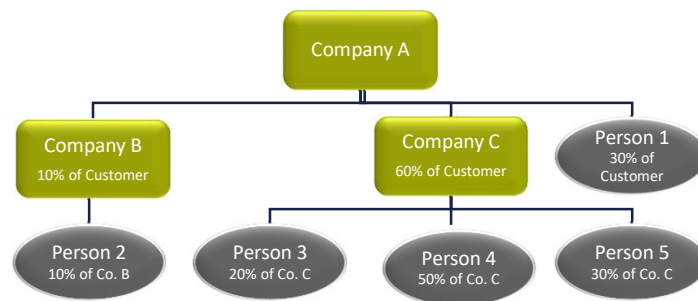 Company A
Company B
10% of Customer
Company C
60% of Customer
Person 1
30% of
Customer
Person 2
10% of Co. B
Person 3
20% of Co. C
Person 4
50% of Co. C
Person 5
30% of Co. C